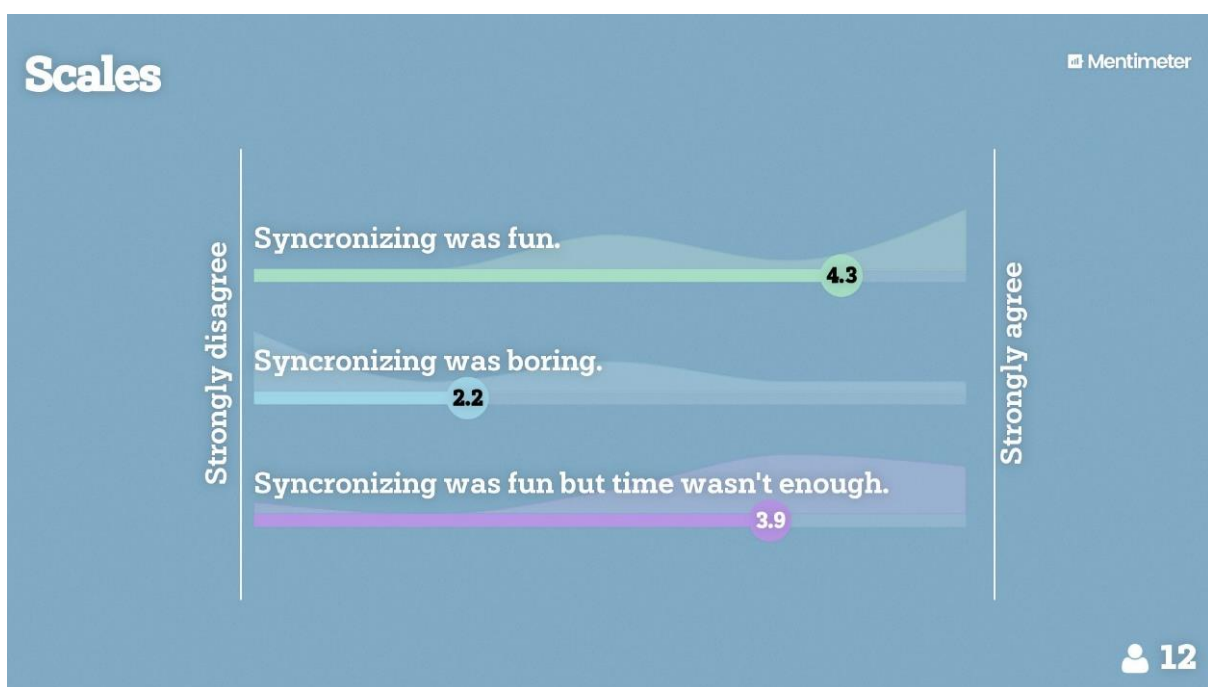 Scales
Mentimeter
Strongly disagree
Syncronizing was fun.
4.3
Syncronizing was boring.
2.2
Syncronizing was fun but time wasn't enough.
3.9
Strongly agree
12